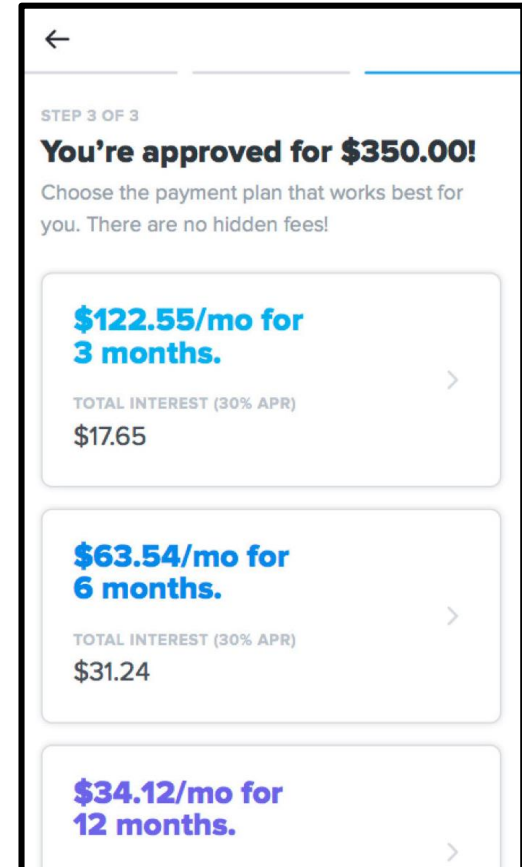 STEP 3 OF 3
You're approved for $350.00!
Choose the payment plan that works best for
you. There are no hidden fees!
$122.55/mo for
3 months.
TOTAL INTEREST (30% APR)
$17.65
$63.54/mo for
6 months.
TOTAL INTEREST (30% APR)
$31.24
$34.12/mo for
12 months.